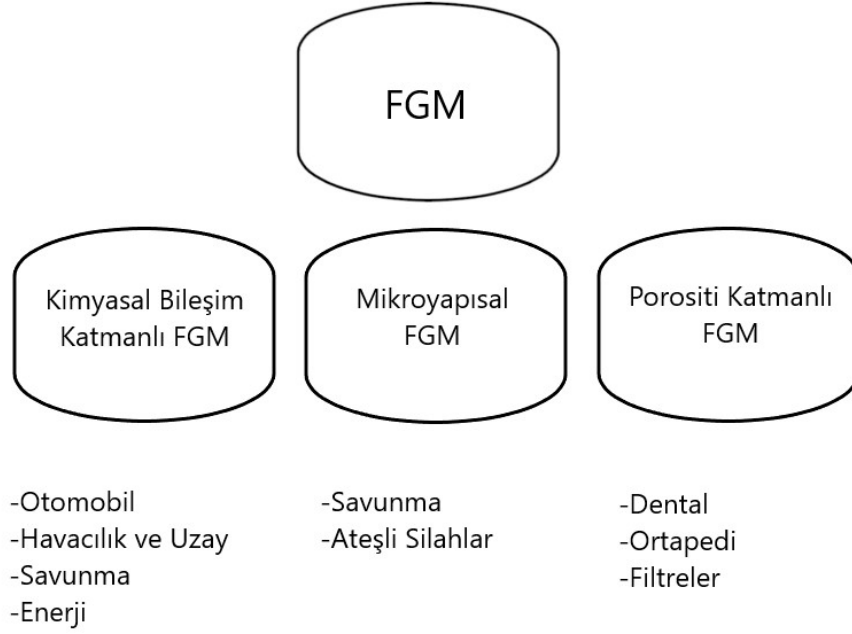 FGM
Kimyasal Bileşim
Katmanlı FGM
Mikroyapısal
FGM
Porositi Katmanlı
FGM
-Otomobil
-Havacılık ve Uzay
-Savunma
-Enerji
-Savunma
-Ateşli Silahlar
-Dental
-Ortapedi
-Filtreler